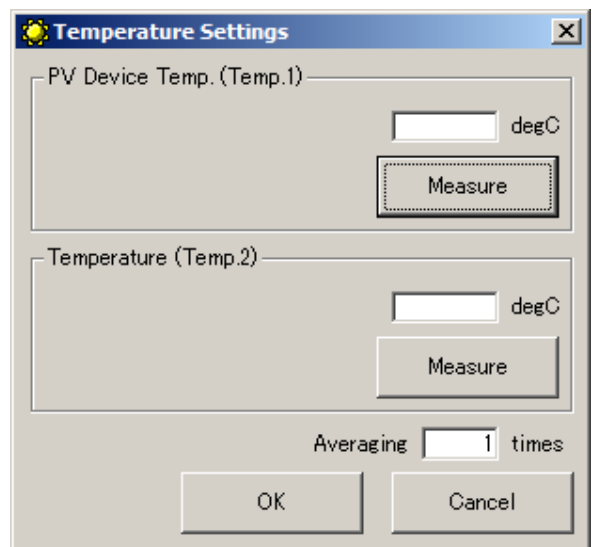 Temperature Settings
PV Device Temp. (Temp.1)
degC
Measure
Temperature (Temp.2)
degC
Measure
Averaging 1 times
OK Cancel